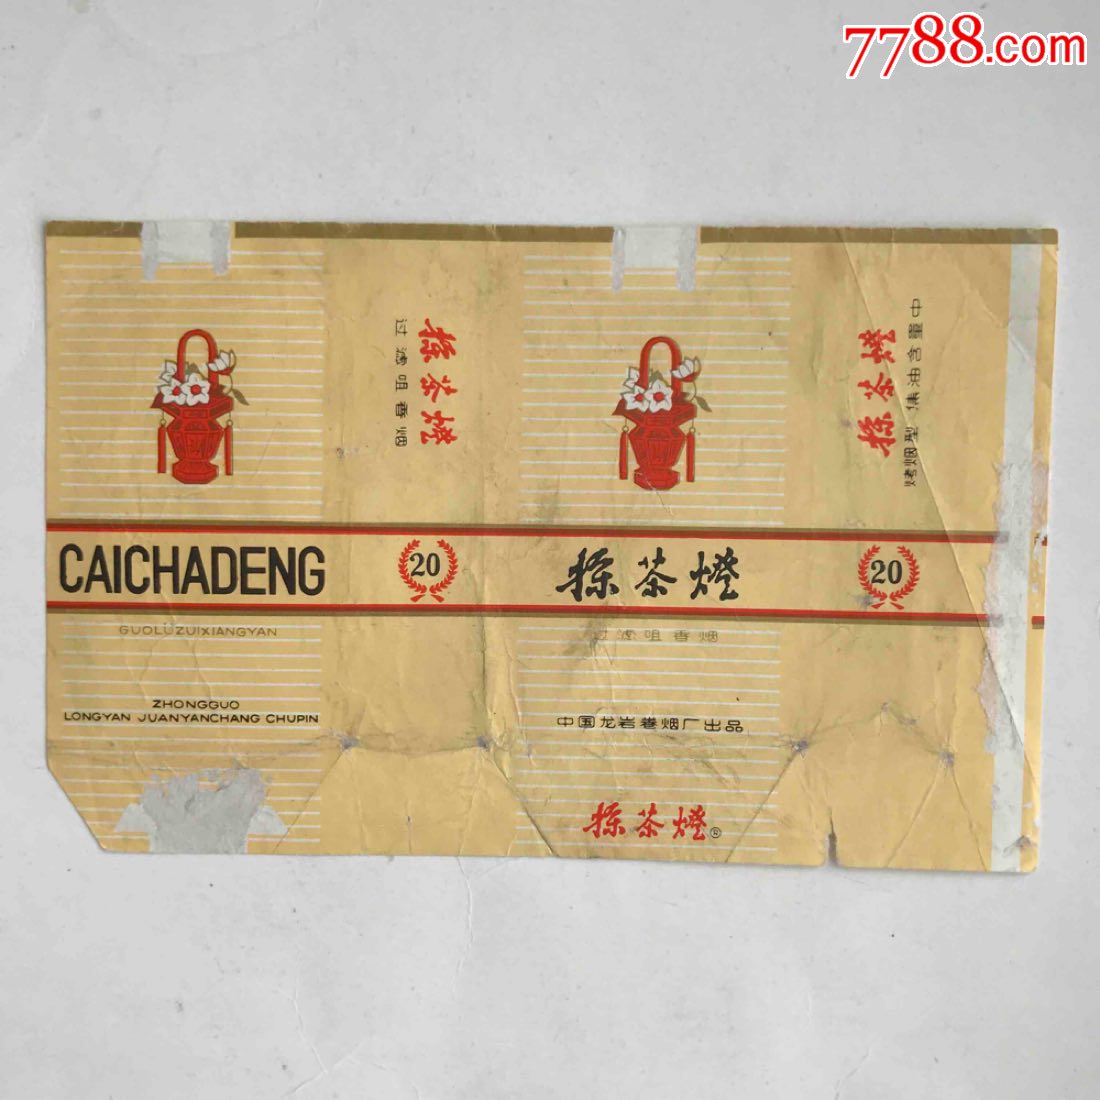 7788.com
採茶燈
过滤咀香烟
採茶燈
烤烟型 焦油含量中
CAICHADENG
20
採茶燈
20
GUOLÜZUIXIANGYAN
过滤咀香烟
ZHONGGUO
LONGYAN JUANYANCHANG CHUPIN
中国龙岩卷烟厂出品
採茶燈®